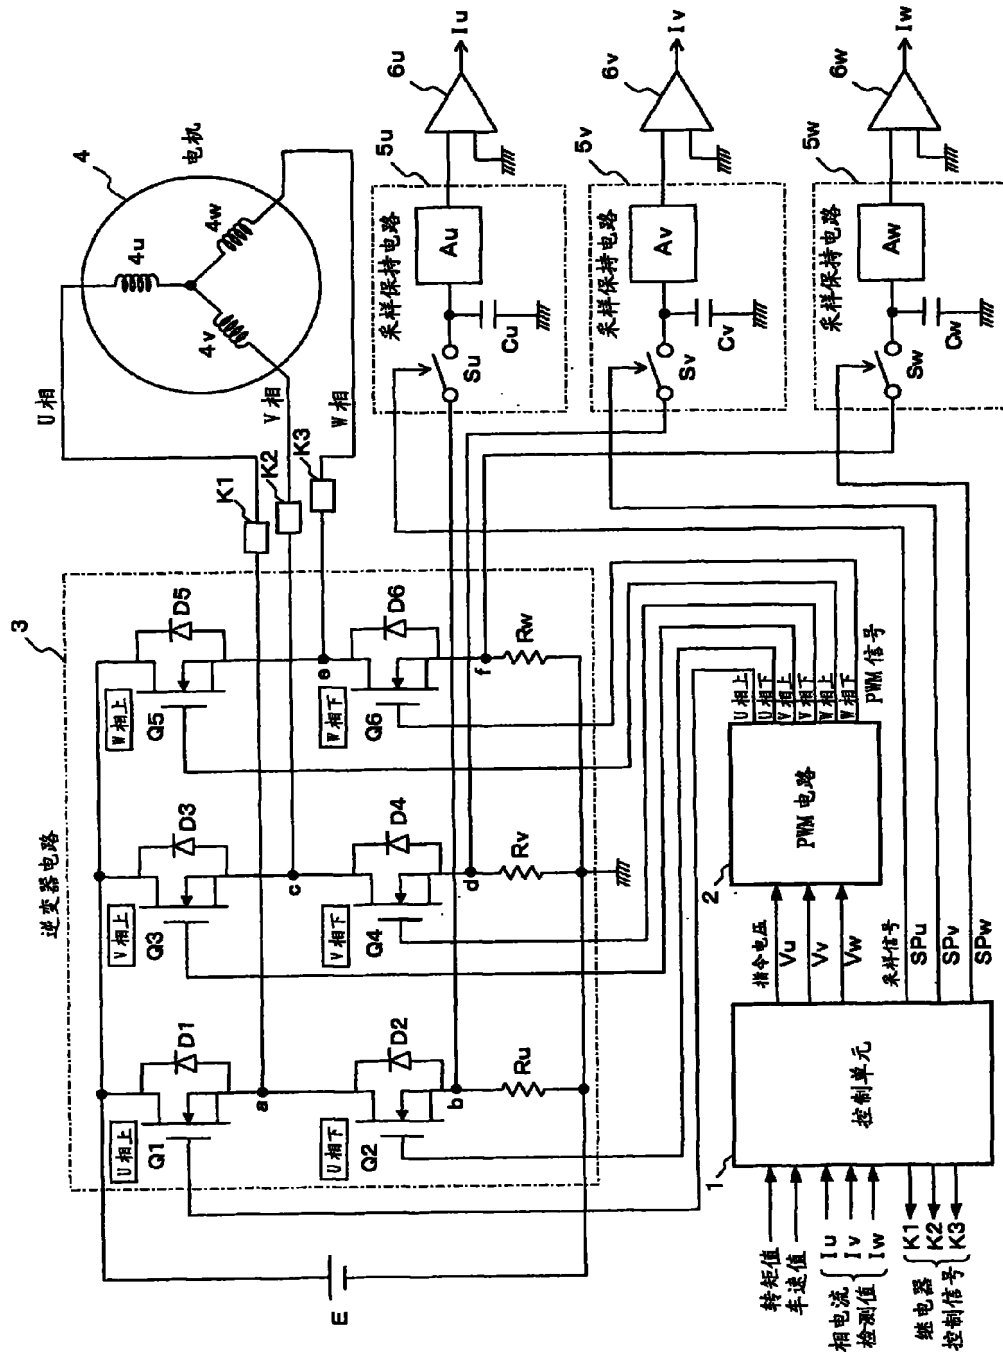 逆变器电路
3
U相上
Q1
D1
V相上
Q3
D3
W相上
Q5
D5
a
c
e
U相下
Q2
D2
V相下
Q4
D4
W相下
Q6
D6
b
d
f
Ru
Rv
Rw
E
K1
K2
K3
U相
V相
W相
4
电机
4u
4v
4w
5u
采样保持电路
Su
Cu
Au
6u
Iu
5v
采样保持电路
Sv
Cv
Av
6v
Iv
5w
采样保持电路
Sw
Cw
Aw
6w
Iw
1
控制单元
转矩值
车速值
相电流
检测值
Iu
Iv
Iw
继电器
控制信号
K1
K2
K3
指令电压
Vu
Vv
Vw
采样信号
SPu
SPv
SPw
2
PWM 电路
U相上
U相下
V相上
V相下
W相上
W相下
PWM 信号